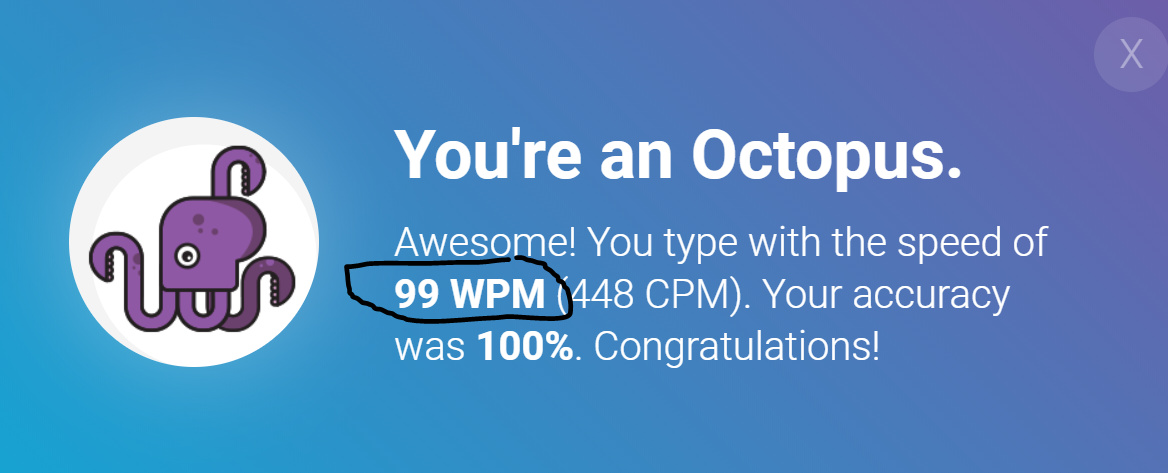 X
You're an Octopus.
Awesome! You type with the speed of
99 WPM (448 CPM). Your accuracy
was 100%. Congratulations!